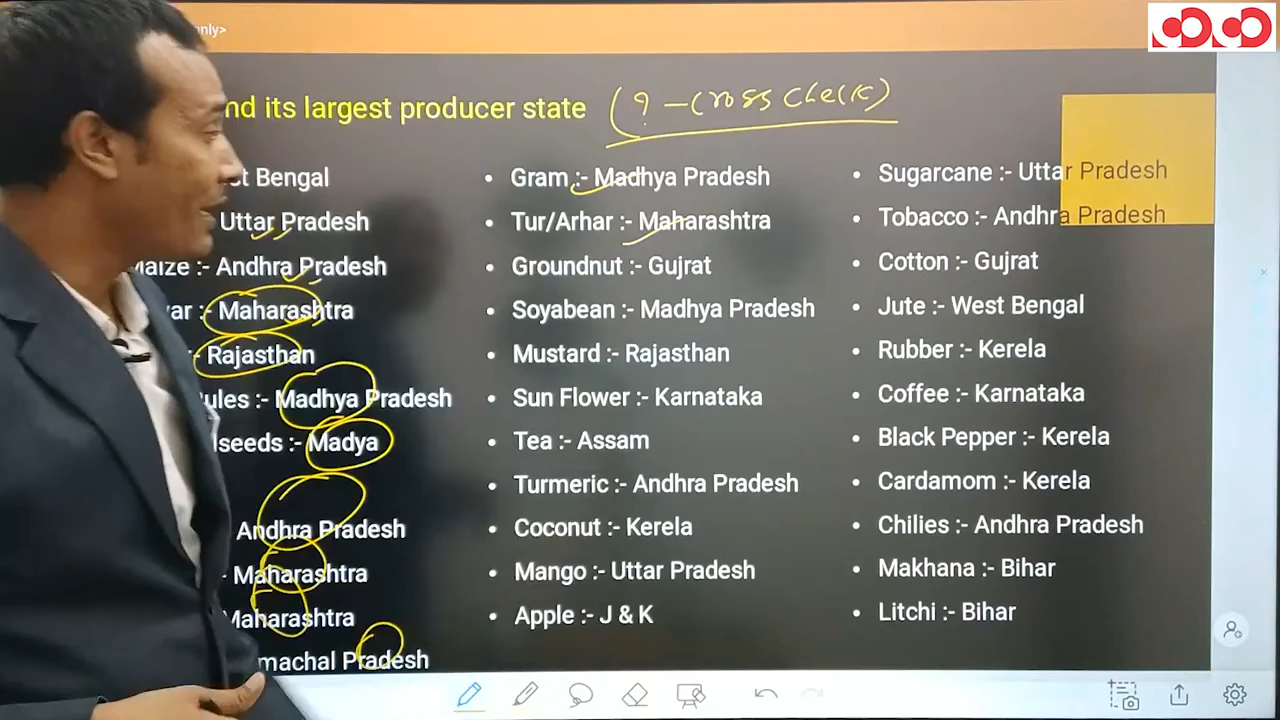 nly>
nd its largest producer state (? - Cross Check)
st Bengal
Uttar Pradesh
Maize :- Andhra Pradesh
var :- Maharashtra
:- Rajasthan
ules :- Madhya Pradesh
lseeds :- Madya
Andhra Pradesh
- Maharashtra
Maharashtra
machal Pradesh
• Gram :- Madhya Pradesh
• Tur/Arhar :- Maharashtra
• Groundnut :- Gujrat
• Soyabean :- Madhya Pradesh
• Mustard :- Rajasthan
• Sun Flower :- Karnataka
• Tea :- Assam
• Turmeric :- Andhra Pradesh
• Coconut :- Kerela
• Mango :- Uttar Pradesh
• Apple :- J & K
• Sugarcane :- Uttar Pradesh
• Tobacco :- Andhra Pradesh
• Cotton :- Gujrat
• Jute :- West Bengal
• Rubber :- Kerela
• Coffee :- Karnataka
• Black Pepper :- Kerela
• Cardamom :- Kerela
• Chilies :- Andhra Pradesh
• Makhana :- Bihar
• Litchi :- Bihar